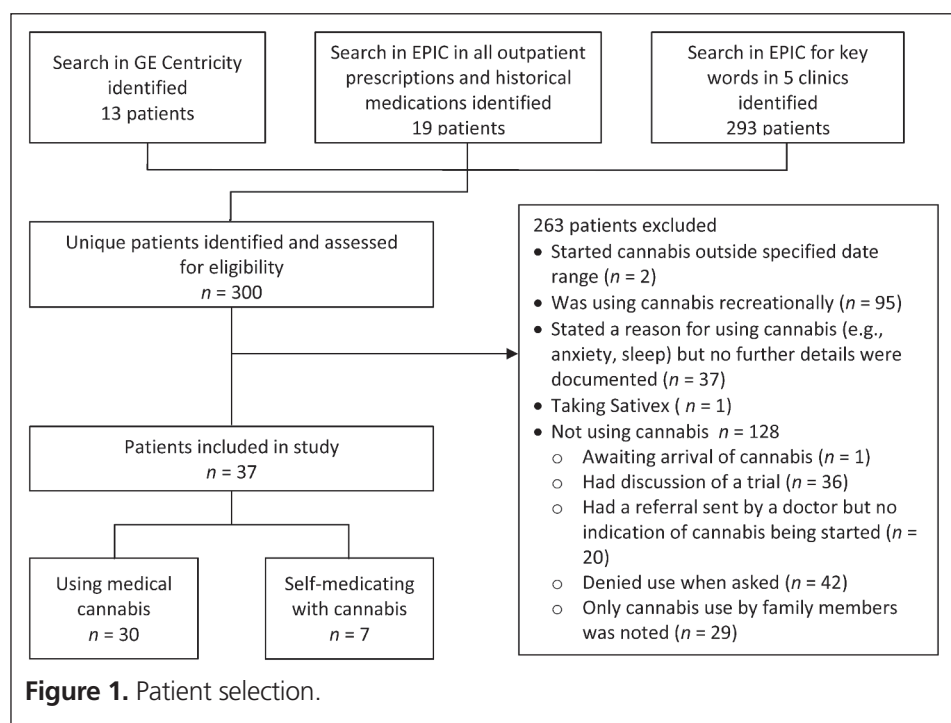 Search in GE Centricity
identified
13 patients
Search in EPIC in all outpatient
prescriptions and historical
medications identified
19 patients
Search in EPIC for key
words in 5 clinics
identified
293 patients
Unique patients identified and assessed
for eligibility
n = 300
263 patients excluded
• Started cannabis outside specified date
range (n = 2)
• Was using cannabis recreationally (n = 95)
• Stated a reason for using cannabis (e.g.,
anxiety, sleep) but no further details were
documented (n = 37)
• Taking Sativex ( n = 1)
• Not using cannabis n = 128
o Awaiting arrival of cannabis (n = 1)
o Had discussion of a trial (n = 36)
o Had a referral sent by a doctor but no
indication of cannabis being started (n =
20)
o Denied use when asked (n = 42)
o Only cannabis use by family members
was noted (n = 29)
Patients included in study
n = 37
Using medical
cannabis
n = 30
Self-medicating
with cannabis
n = 7
Figure 1. Patient selection.